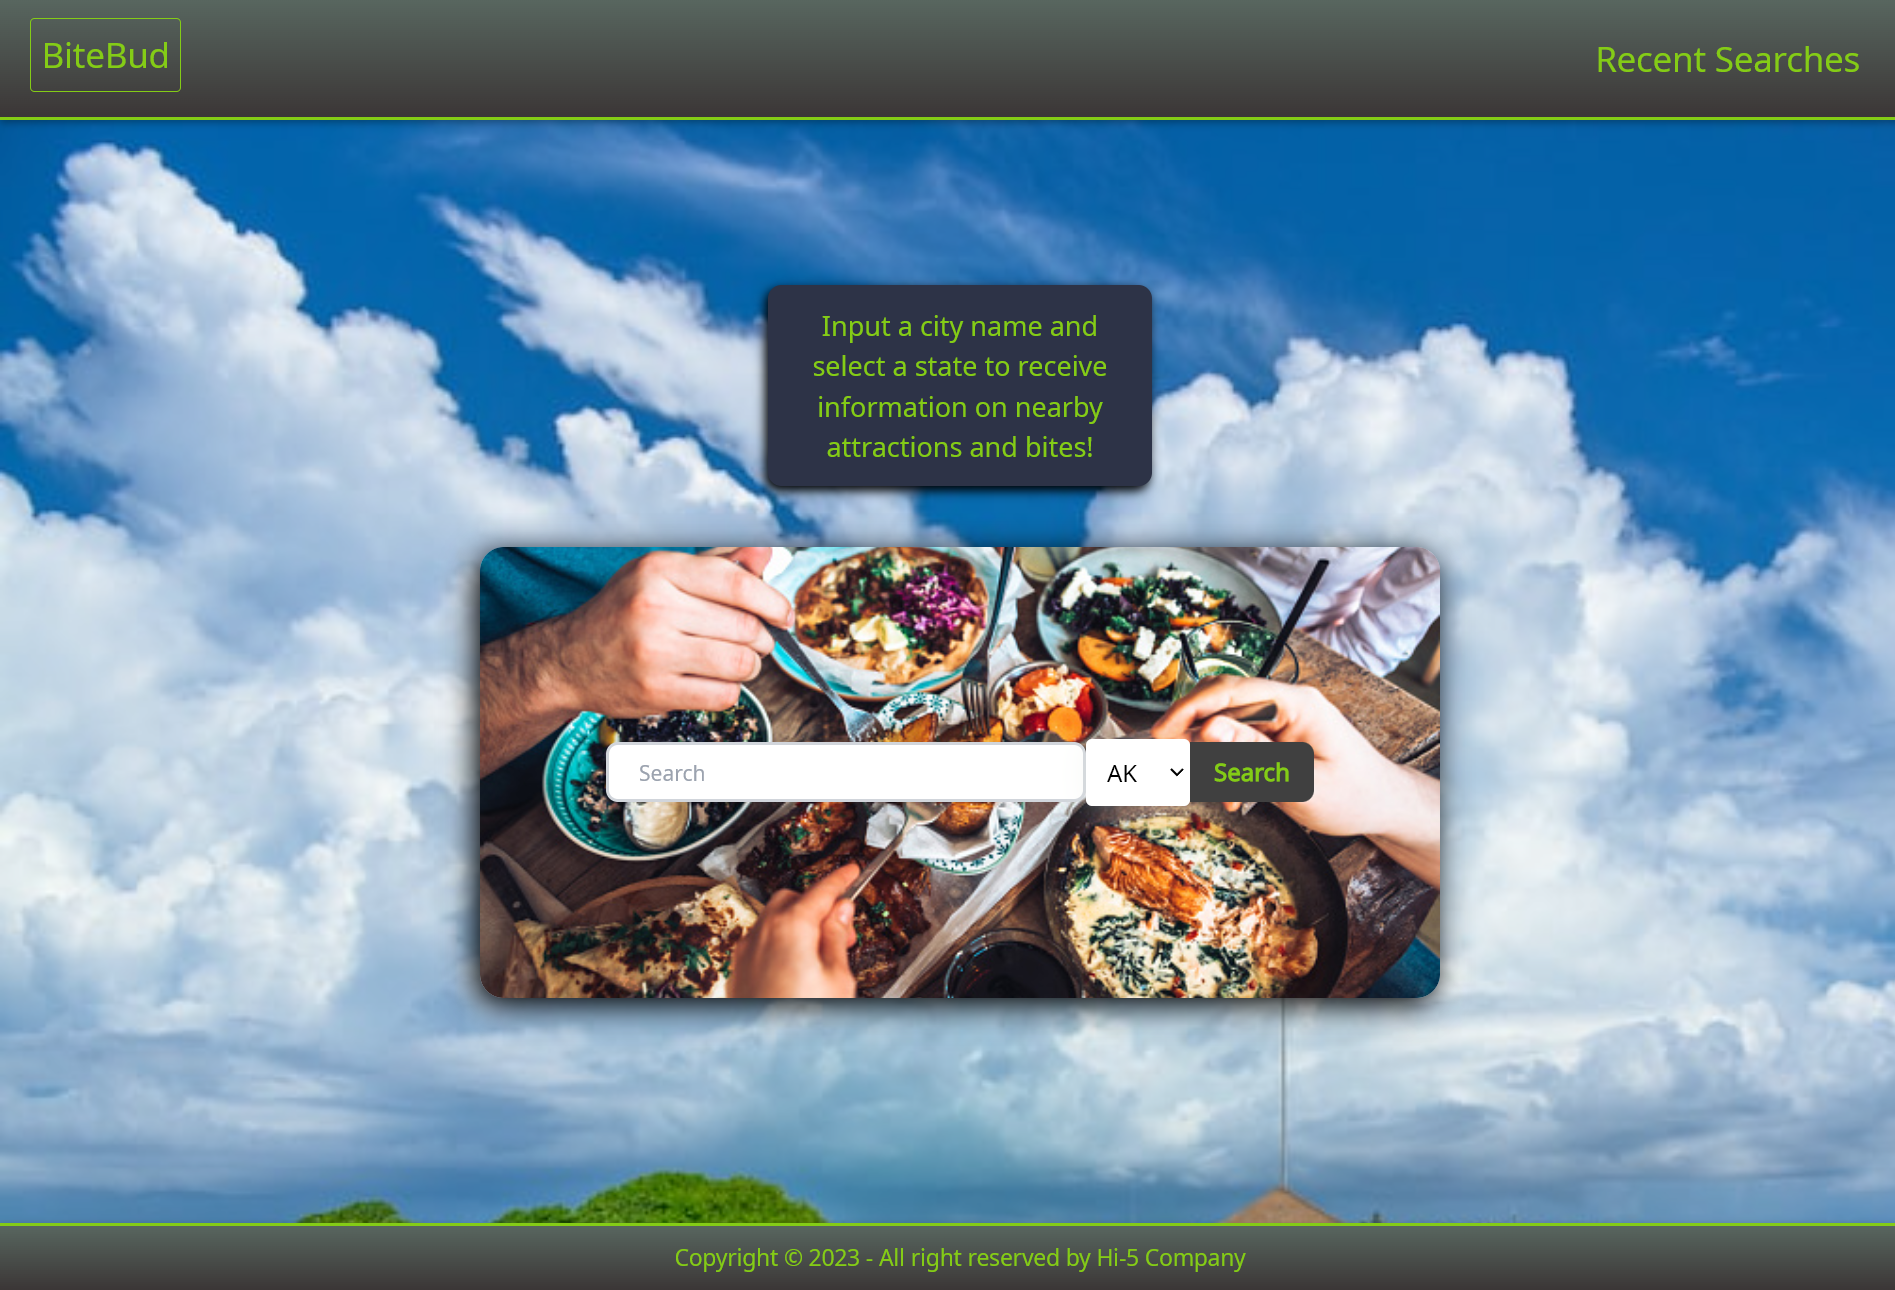 BiteBud
Recent Searches
Input a city name and
select a state to receive
information on nearby
attractions and bites!
Search
AK
Search
Copyright © 2023 - All right reserved by Hi-5 Company